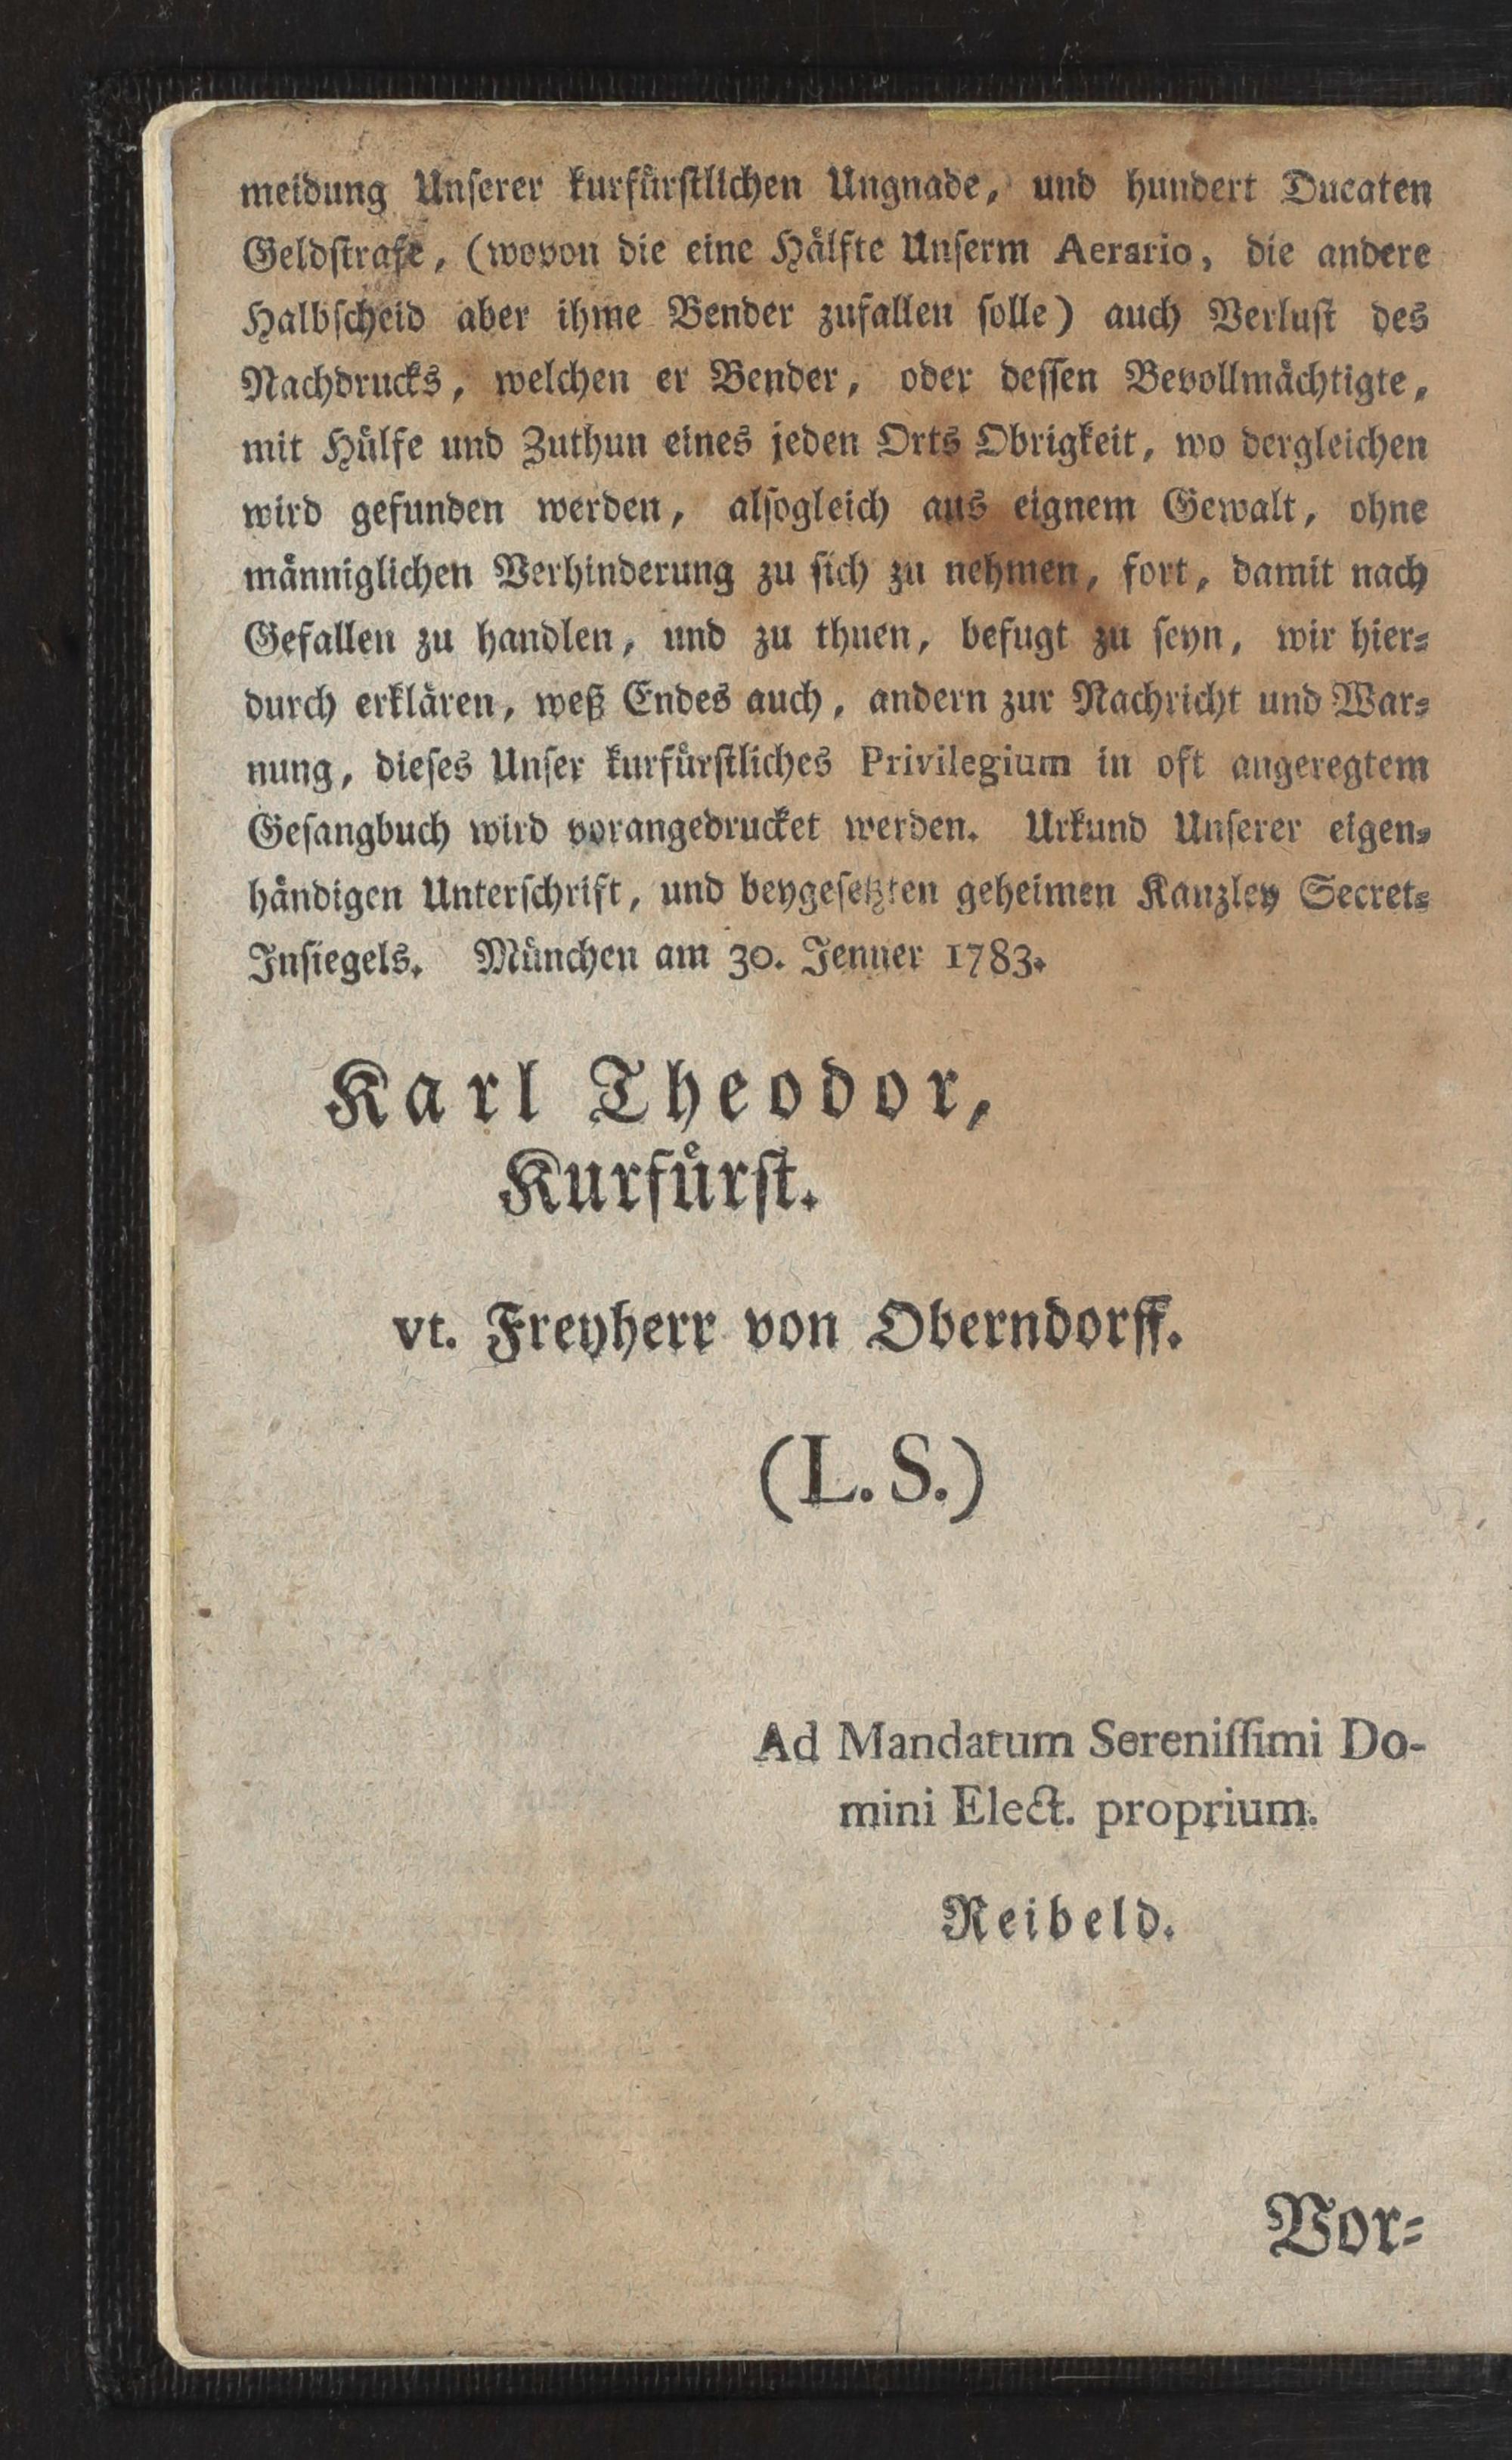 meidung Unserer kurfürstlichen Ungnade, und hundert Ducaten
Geldstrafe, (wovon die eine Hälfte Unserm Aerario, die andere
Halbscheid aber ihme Bender zufallen solle) auch Verlust des
Nachdrucks, welchen er Bender, oder dessen Bevollmächtigte,
mit Hülfe und Zuthun eines jeden Orts Obrigkeit, wo dergleichen
wird gefunden werden, alsogleich aus eignem Gewalt, ohne
männiglichen Verhinderung zu sich zu nehmen, fort, damit nach
Gefallen zu handlen, und zu thuen, befugt zu seyn, wir hier-
durch erklären, weß Endes auch, andern zur Nachricht und War-
nung, dieses Unser kurfürstliches Privilegium in oft angeregtem
Gesangbuch wird vorangedrucket werden. Urkund Unserer eigen-
händigen Unterschrift, und beygesetzten geheimen Kanzley Secret-
Insiegels. München am 30. Jenner 1783.
Karl Theodor,
Kurfürst.
vt. Freyherr von Oberndorff.
(L. S.)
Ad Mandatum Serenissimi Do-
mini Elect. proprium.
Reibeld.
Vor-